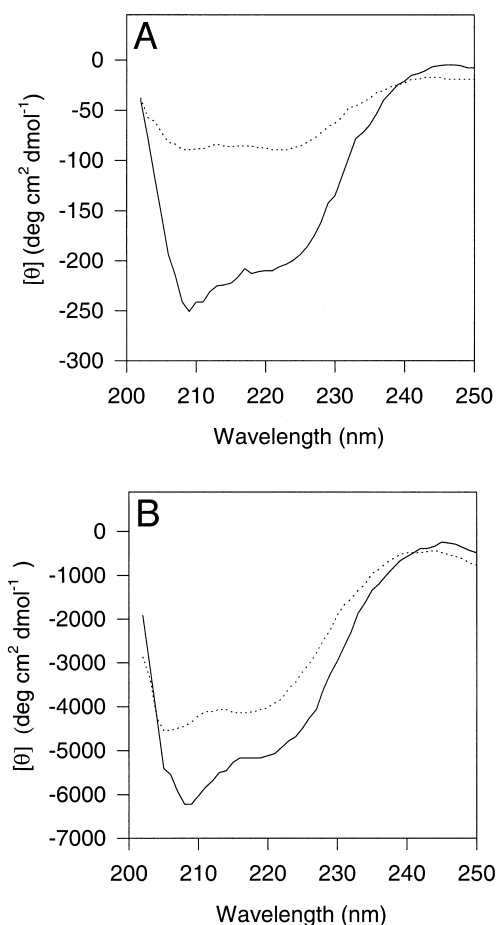 A
0
-50
-100
-150
-200
-250
-300
[θ] (deg cm² dmol⁻¹)
200 210 220 230 240 250
Wavelength (nm)
B
0
-1000
-2000
-3000
-4000
-5000
-6000
-7000
[θ] (deg cm² dmol⁻¹ )
200 210 220 230 240 250
Wavelength (nm)